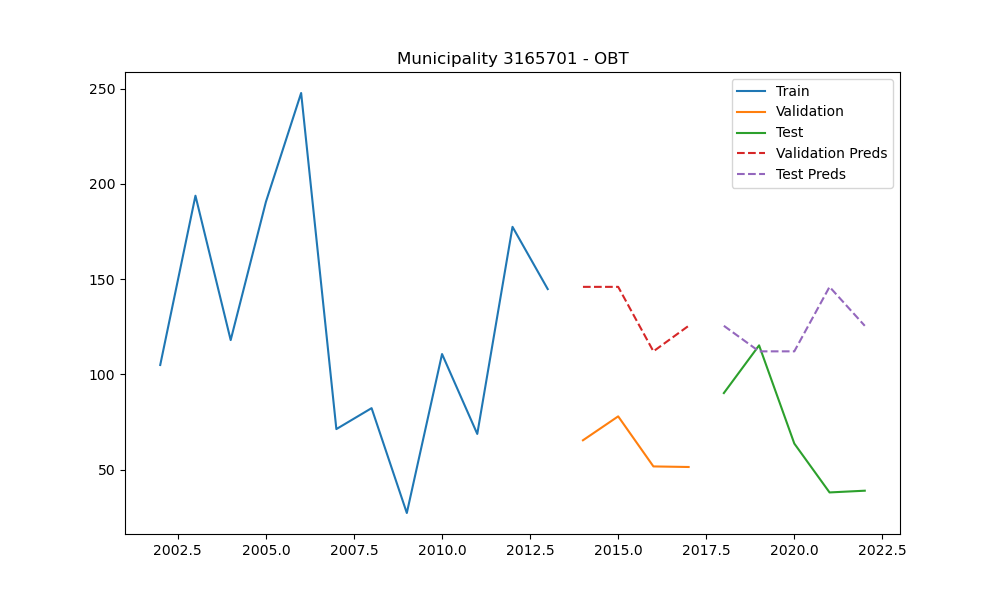 Municipality 3165701 - OBT
250
200
150
100
50
2002.5 2005.0 2007.5 2010.0 2012.5 2015.0 2017.5 2020.0 2022.5
Train
Validation
Test
Validation Preds
Test Preds